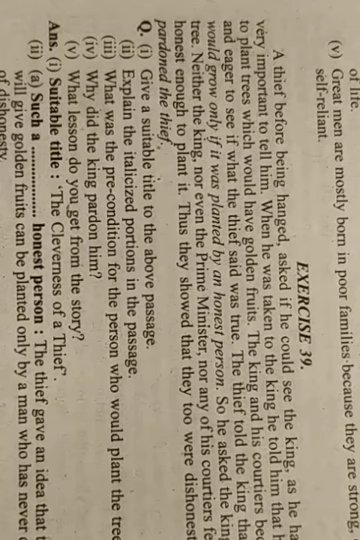 of life.
(v) Great men are mostly born in poor families because they are strong,
self-reliant.
EXERCISE 39.
A thief before being hanged, asked if he could see the king, as he ha
very important to tell him. When he was taken to the king he told him that h
to plant trees which would have golden fruits. The king and his courtiers bec
and eager to see if what the thief said was true. The thief told the king tha
would grow only if it was planted by an honest person. So he asked the king
tree. Neither the king, nor even the Prime Minister, nor any of his courtiers fe
honest enough to plant it. Thus they showed that they too were dishonest
pardoned the thief.
Q. (i) Give a suitable title to the above passage.
(ii) Explain the italicized portions in the passage.
(iii) What was the pre-condition for the person who would plant the tree
(iv) Why did the king pardon him?
(v) What lesson do you get from the story?
Ans. (i) Suitable title : 'The Cleverness of a Thief'.
(ii) (a) Such a ............... honest person : The thief gave an idea that t
will give golden fruits can be planted only by a man who has never
of dishonesty.